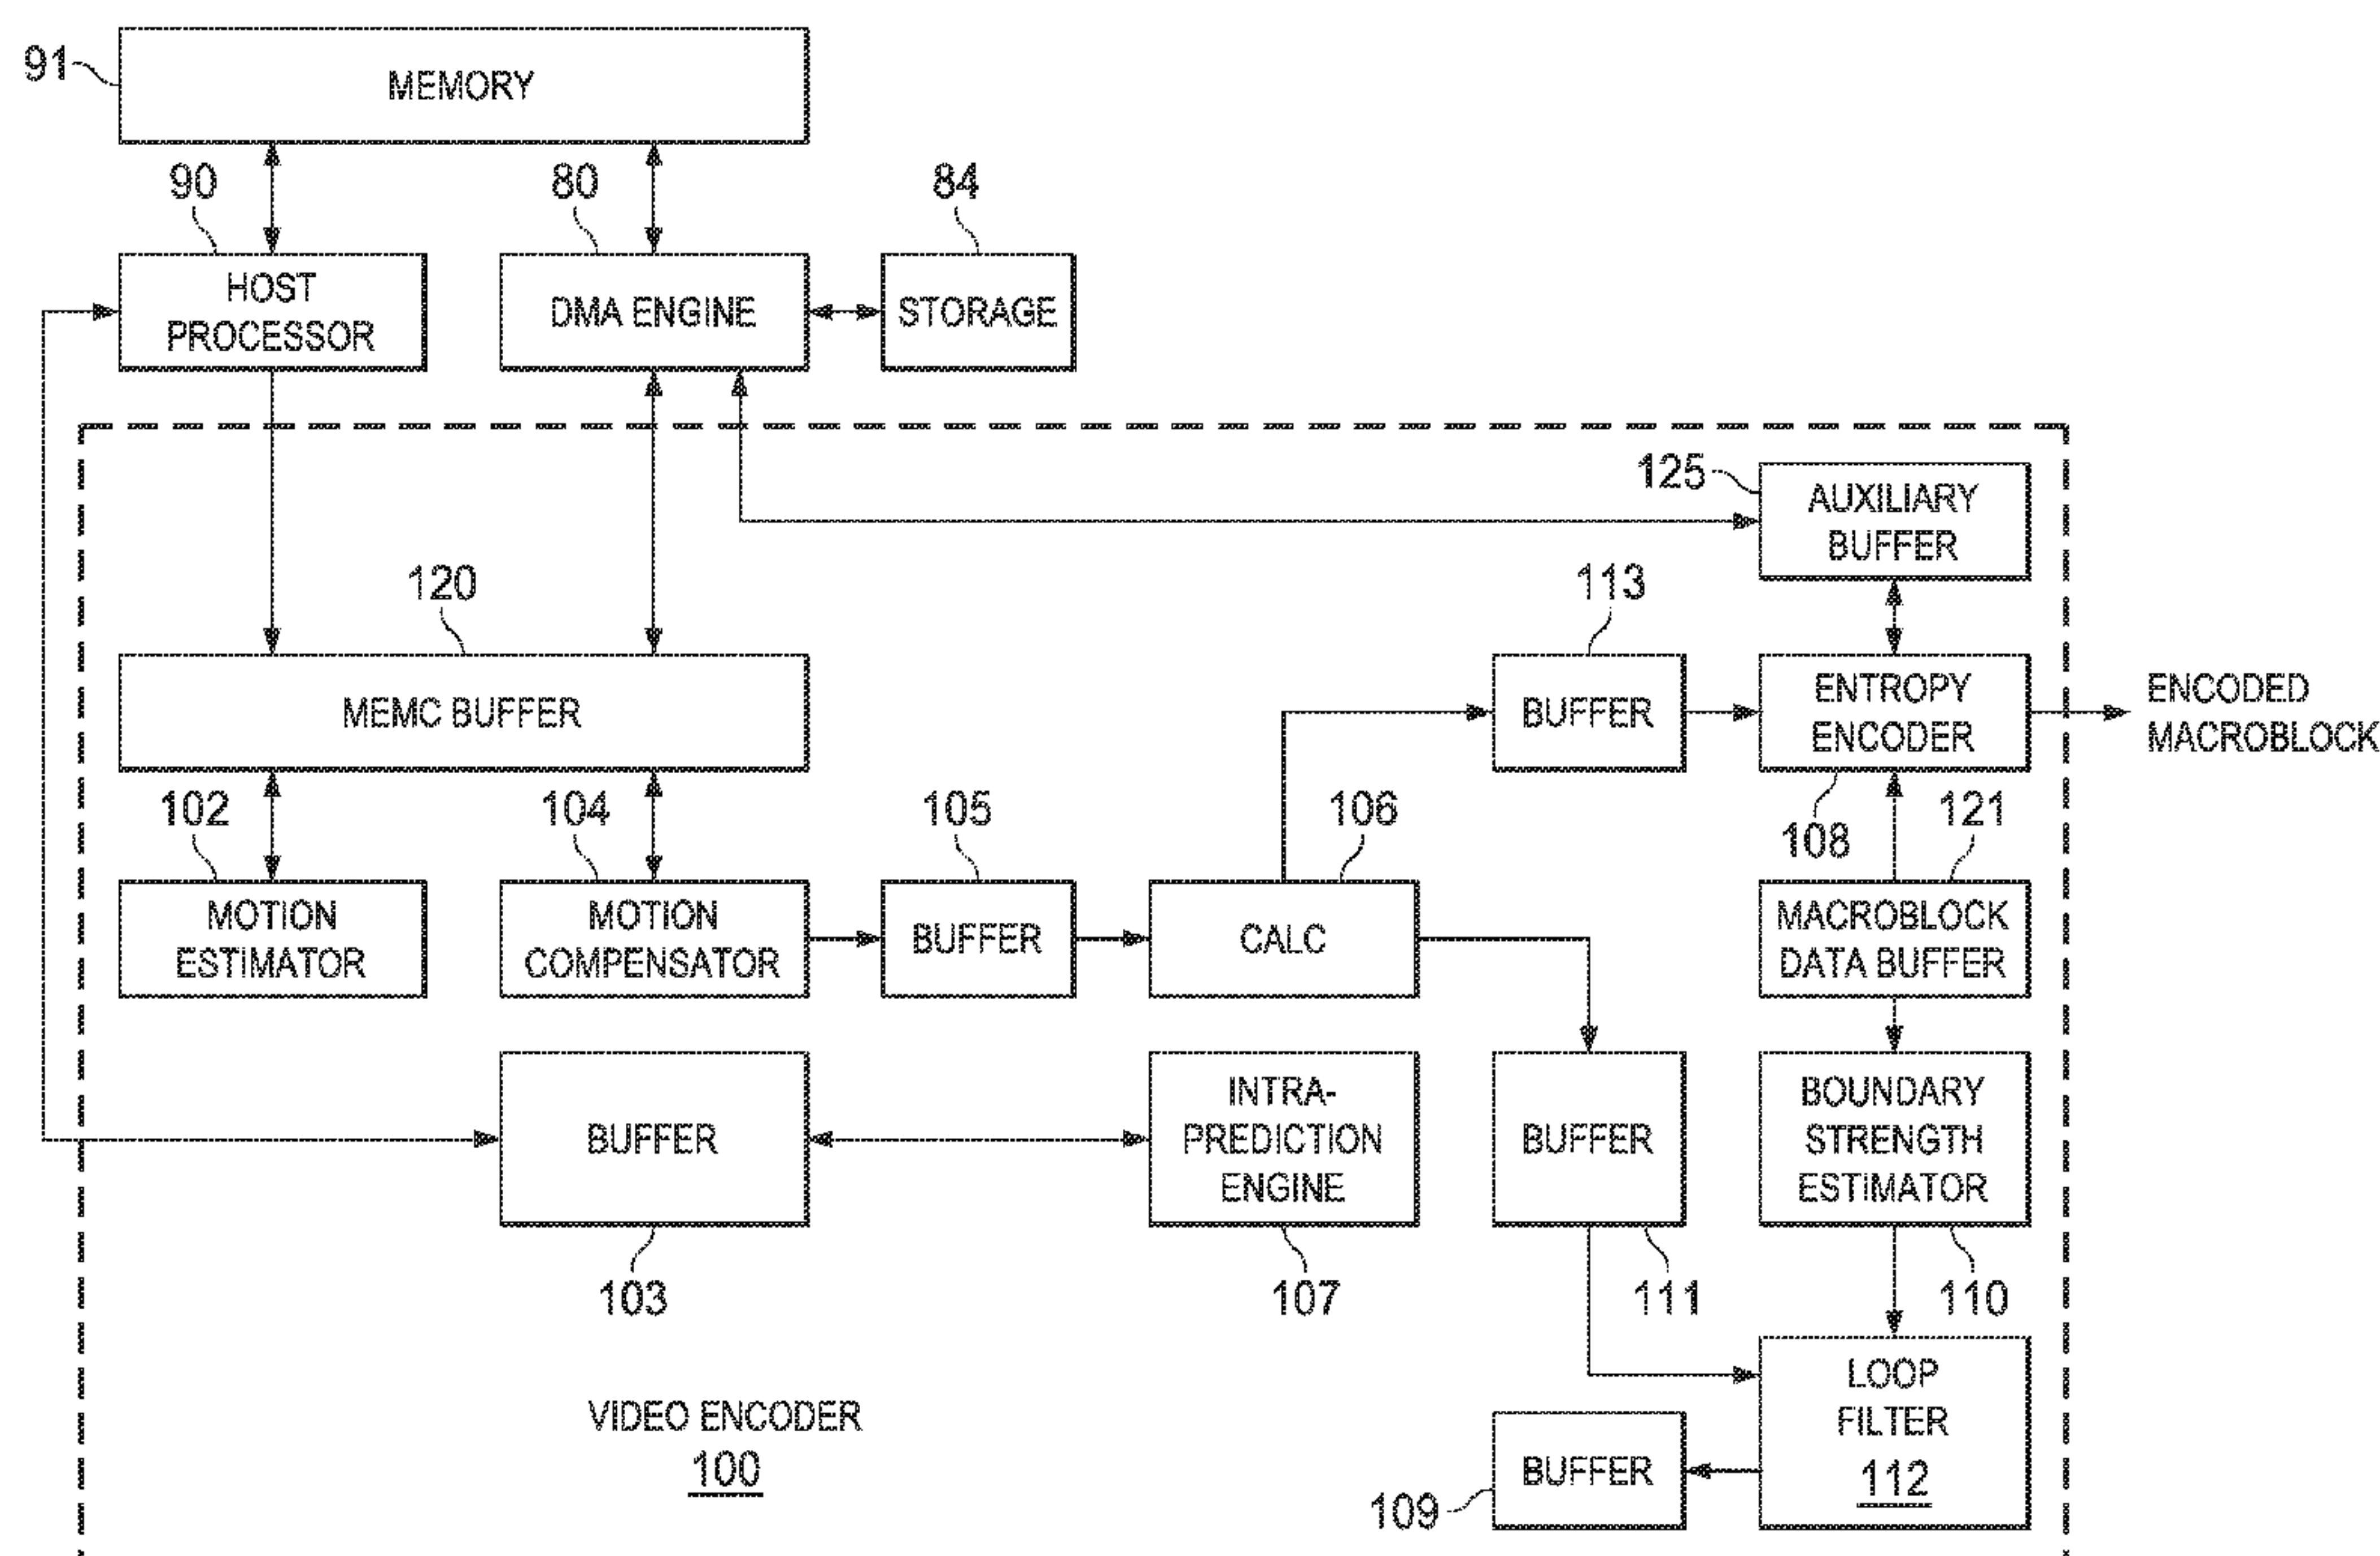 91
MEMORY
90
80
84
HOST
PROCESSOR
DMA ENGINE
STORAGE
125
AUXILIARY
BUFFER
120
113
MEMC BUFFER
BUFFER
ENTROPY
ENCODER
ENCODED
MACROBLOCK
102
104
105
106
108
121
MOTION
ESTIMATOR
MOTION
COMPENSATOR
BUFFER
CALC
MACROBLOCK
DATA BUFFER
BUFFER
INTRA-
PREDICTION
ENGINE
BUFFER
BOUNDARY
STRENGTH
ESTIMATOR
103
107
111
110
VIDEO ENCODER
100
LOOP
FILTER
112
BUFFER
109